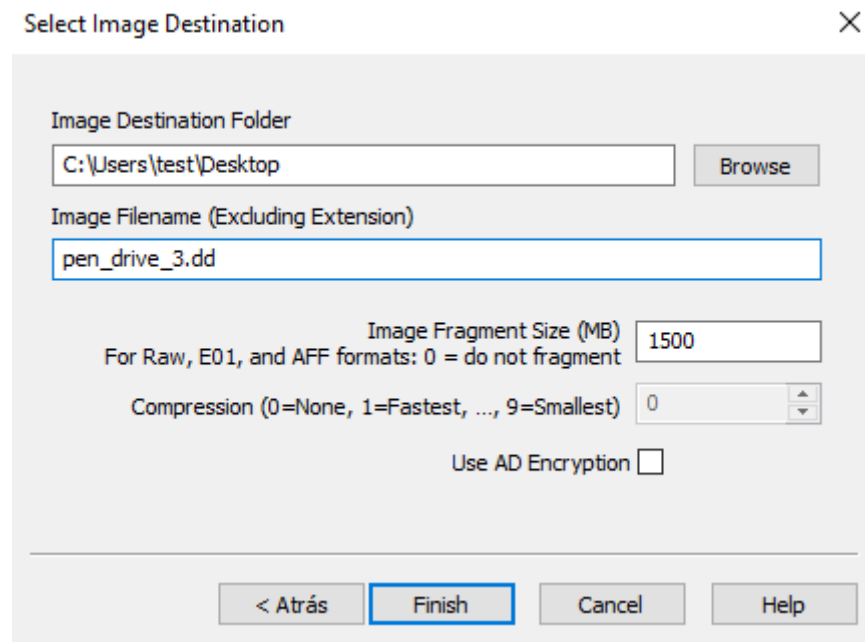 Select Image Destination
Image Destination Folder
C:\Users\test\Desktop
Browse
Image Filename (Excluding Extension)
pen_drive_3.dd
Image Fragment Size (MB)
For Raw, E01, and AFF formats: 0 = do not fragment
1500
Compression (0=None, 1=Fastest, ..., 9=Smallest)
0
Use AD Encryption
< Atrás
Finish
Cancel
Help